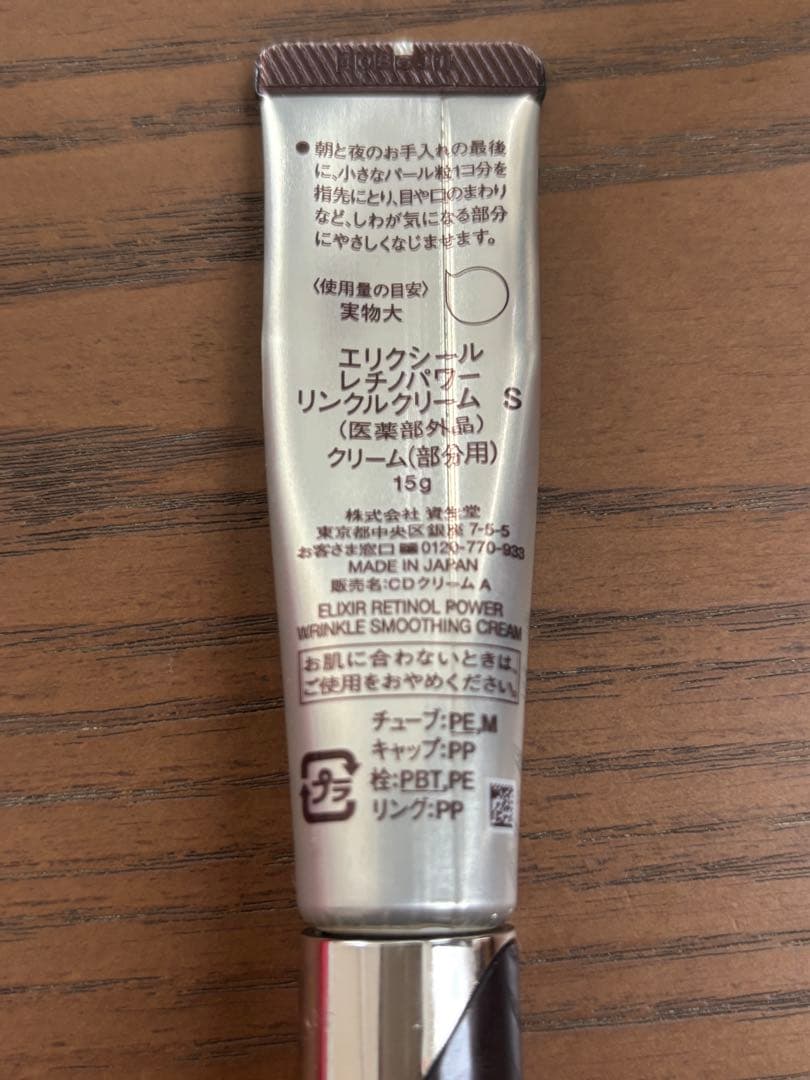 ● 朝と夜のお手入れの最後
に、小さなパール粒1コ分を
指先にとり、目や口のまわり
など、しわが気になる部分
にやさしくなじませます。
〈使用量の目安〉
実物大
エリクシール
レチノパワー
リンクルクリーム S
(医薬部外品)
クリーム(部分用)
15g
株式会社 資生堂
東京都中央区銀座7-5-5
お客さま窓口 0120-770-933
MADE IN JAPAN
販売名:CDクリームA
ELIXIR RETINOL POWER
WRINKLE SMOOTHING CREAM
お肌に合わないときは、
ご使用をおやめください。
チューブ:PE,M
キャップ:PP
栓:PBT,PE
リング:PP
プラ